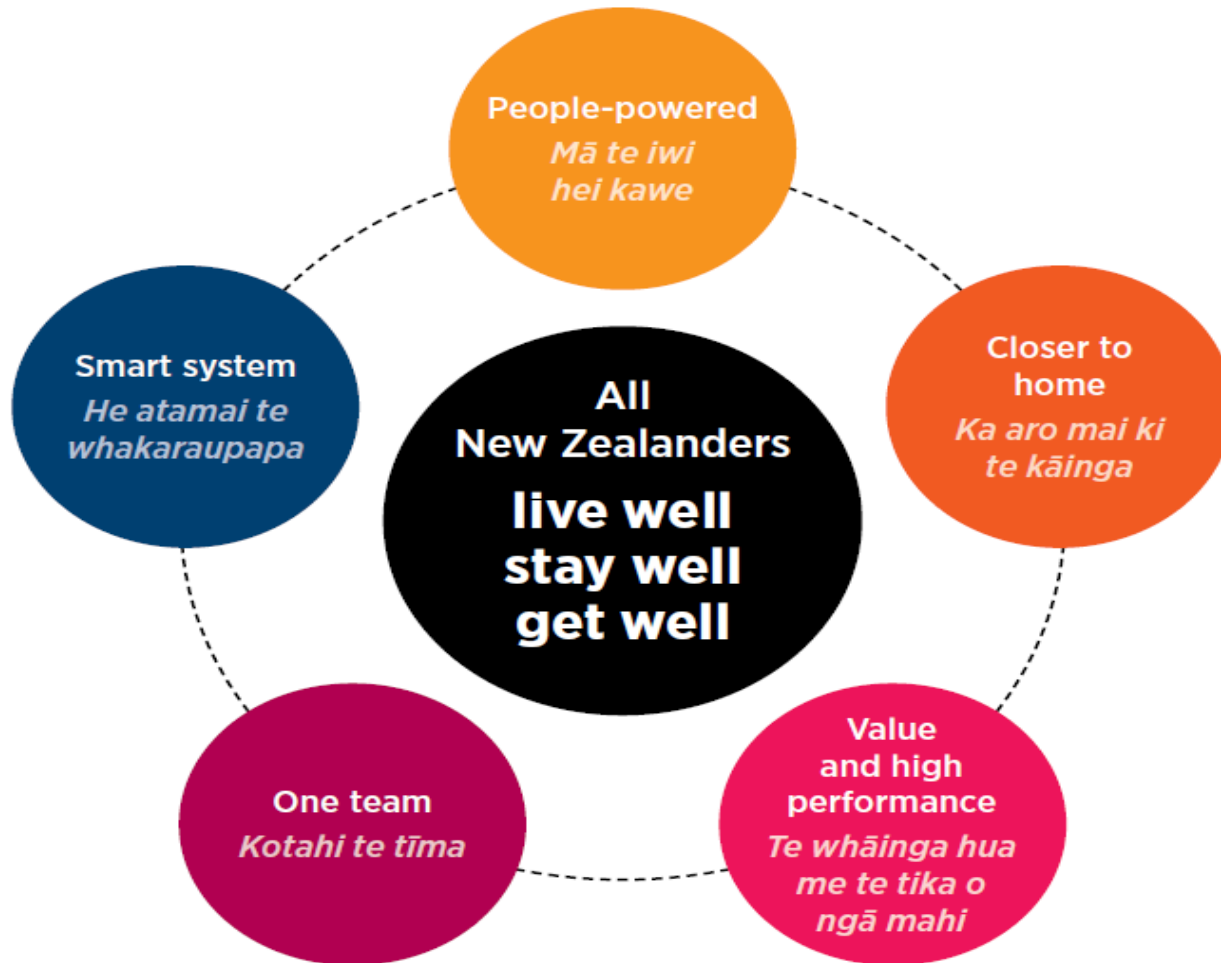 People-powered
Mā te iwi
hei kawe
Closer to
home
Ka aro mai ki
te kāinga
Value
and high
performance
Te whāinga hua
me te tika o
ngā mahi
One team
Kotahi te tīma
Smart system
He atamai te
whakaraupapa
All
New Zealanders
live well
stay well
get well